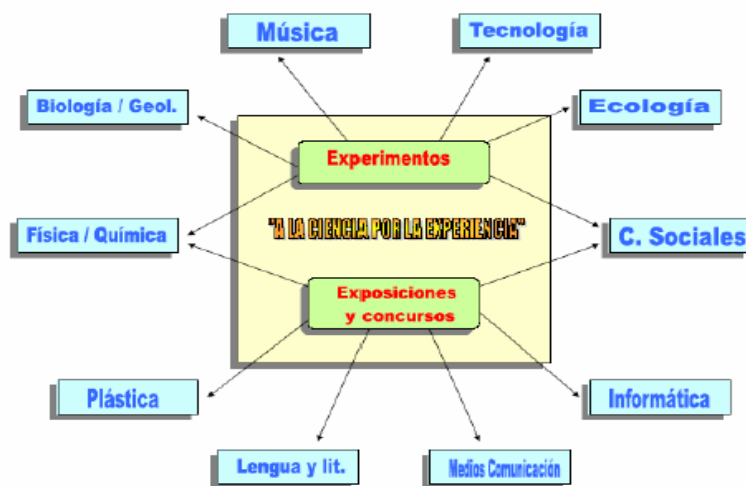 Música
Tecnología
Biología / Geol.
Ecología
Experimentos
"A LA CIENCIA POR LA EXPERIENCIA"
Física / Química
C. Sociales
Exposiciones
y concursos
Plástica
Informática
Lengua y lit.
Medios Comunicación